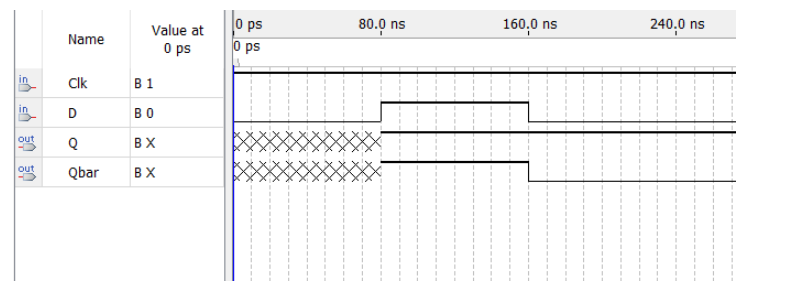 Name Value at 0 ps
0 ps 80.0 ns 160.0 ns 240.0 ns
0 ps
in Clk B 1
in D B 0
out Q B X
out Qbar B X